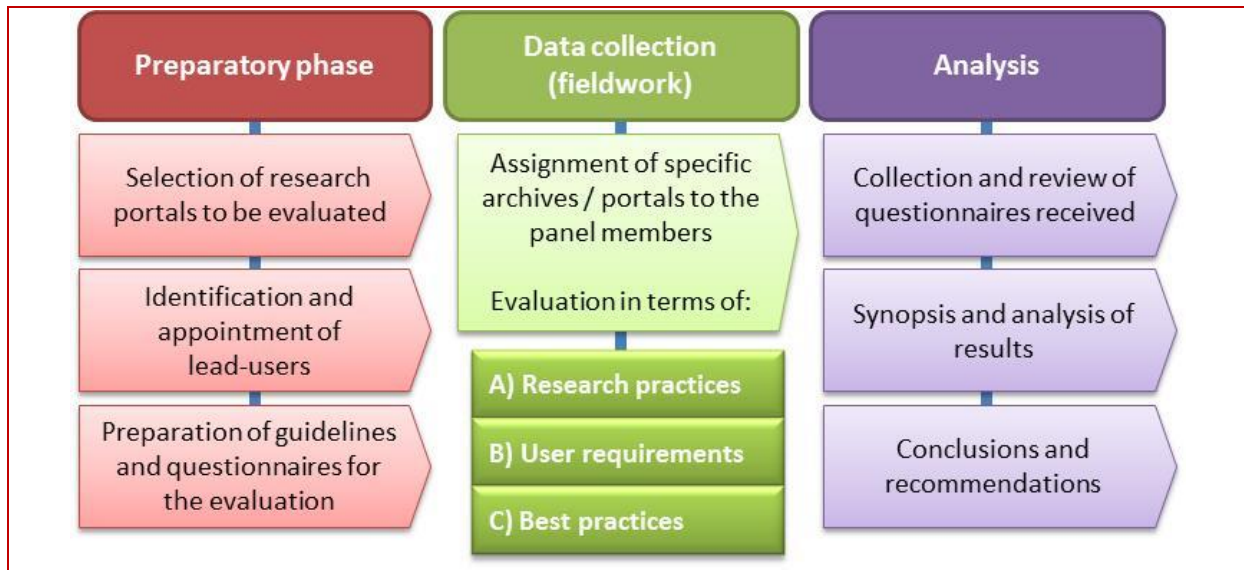 Preparatory phase
Selection of research
portals to be evaluated
Identification and
appointment of
lead-users
Preparation of guidelines
and questionnaires for
the evaluation
Data collection
(fieldwork)
Assignment of specific
archives / portals to the
panel members
Evaluation in terms of:
A) Research practices
B) User requirements
C) Best practices
Analysis
Collection and review of
questionnaires received
Synopsis and analysis of
results
Conclusions and
recommendations